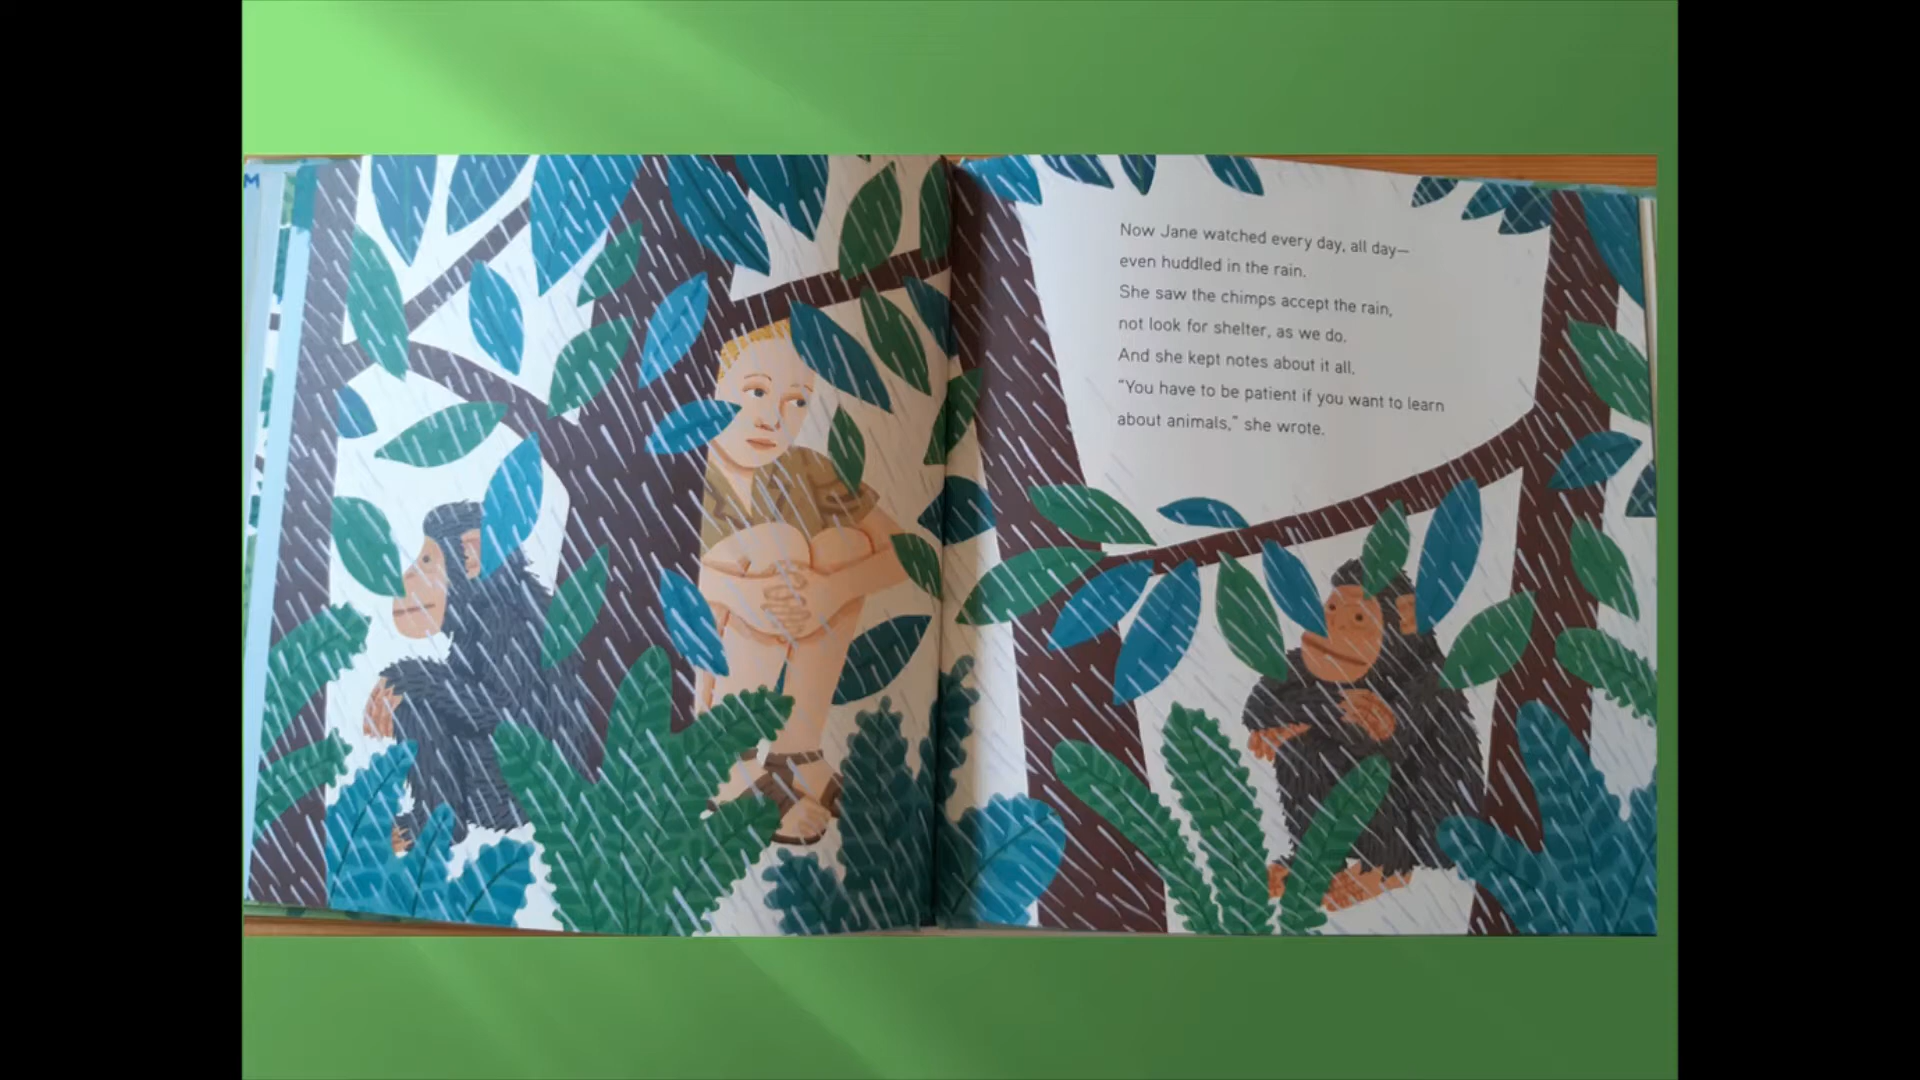 M
Now Jane watched every day, all day—
even huddled in the rain.
She saw the chimps accept the rain,
not look for shelter, as we do.
And she kept notes about it all.
“You have to be patient if you want to learn
about animals,” she wrote.